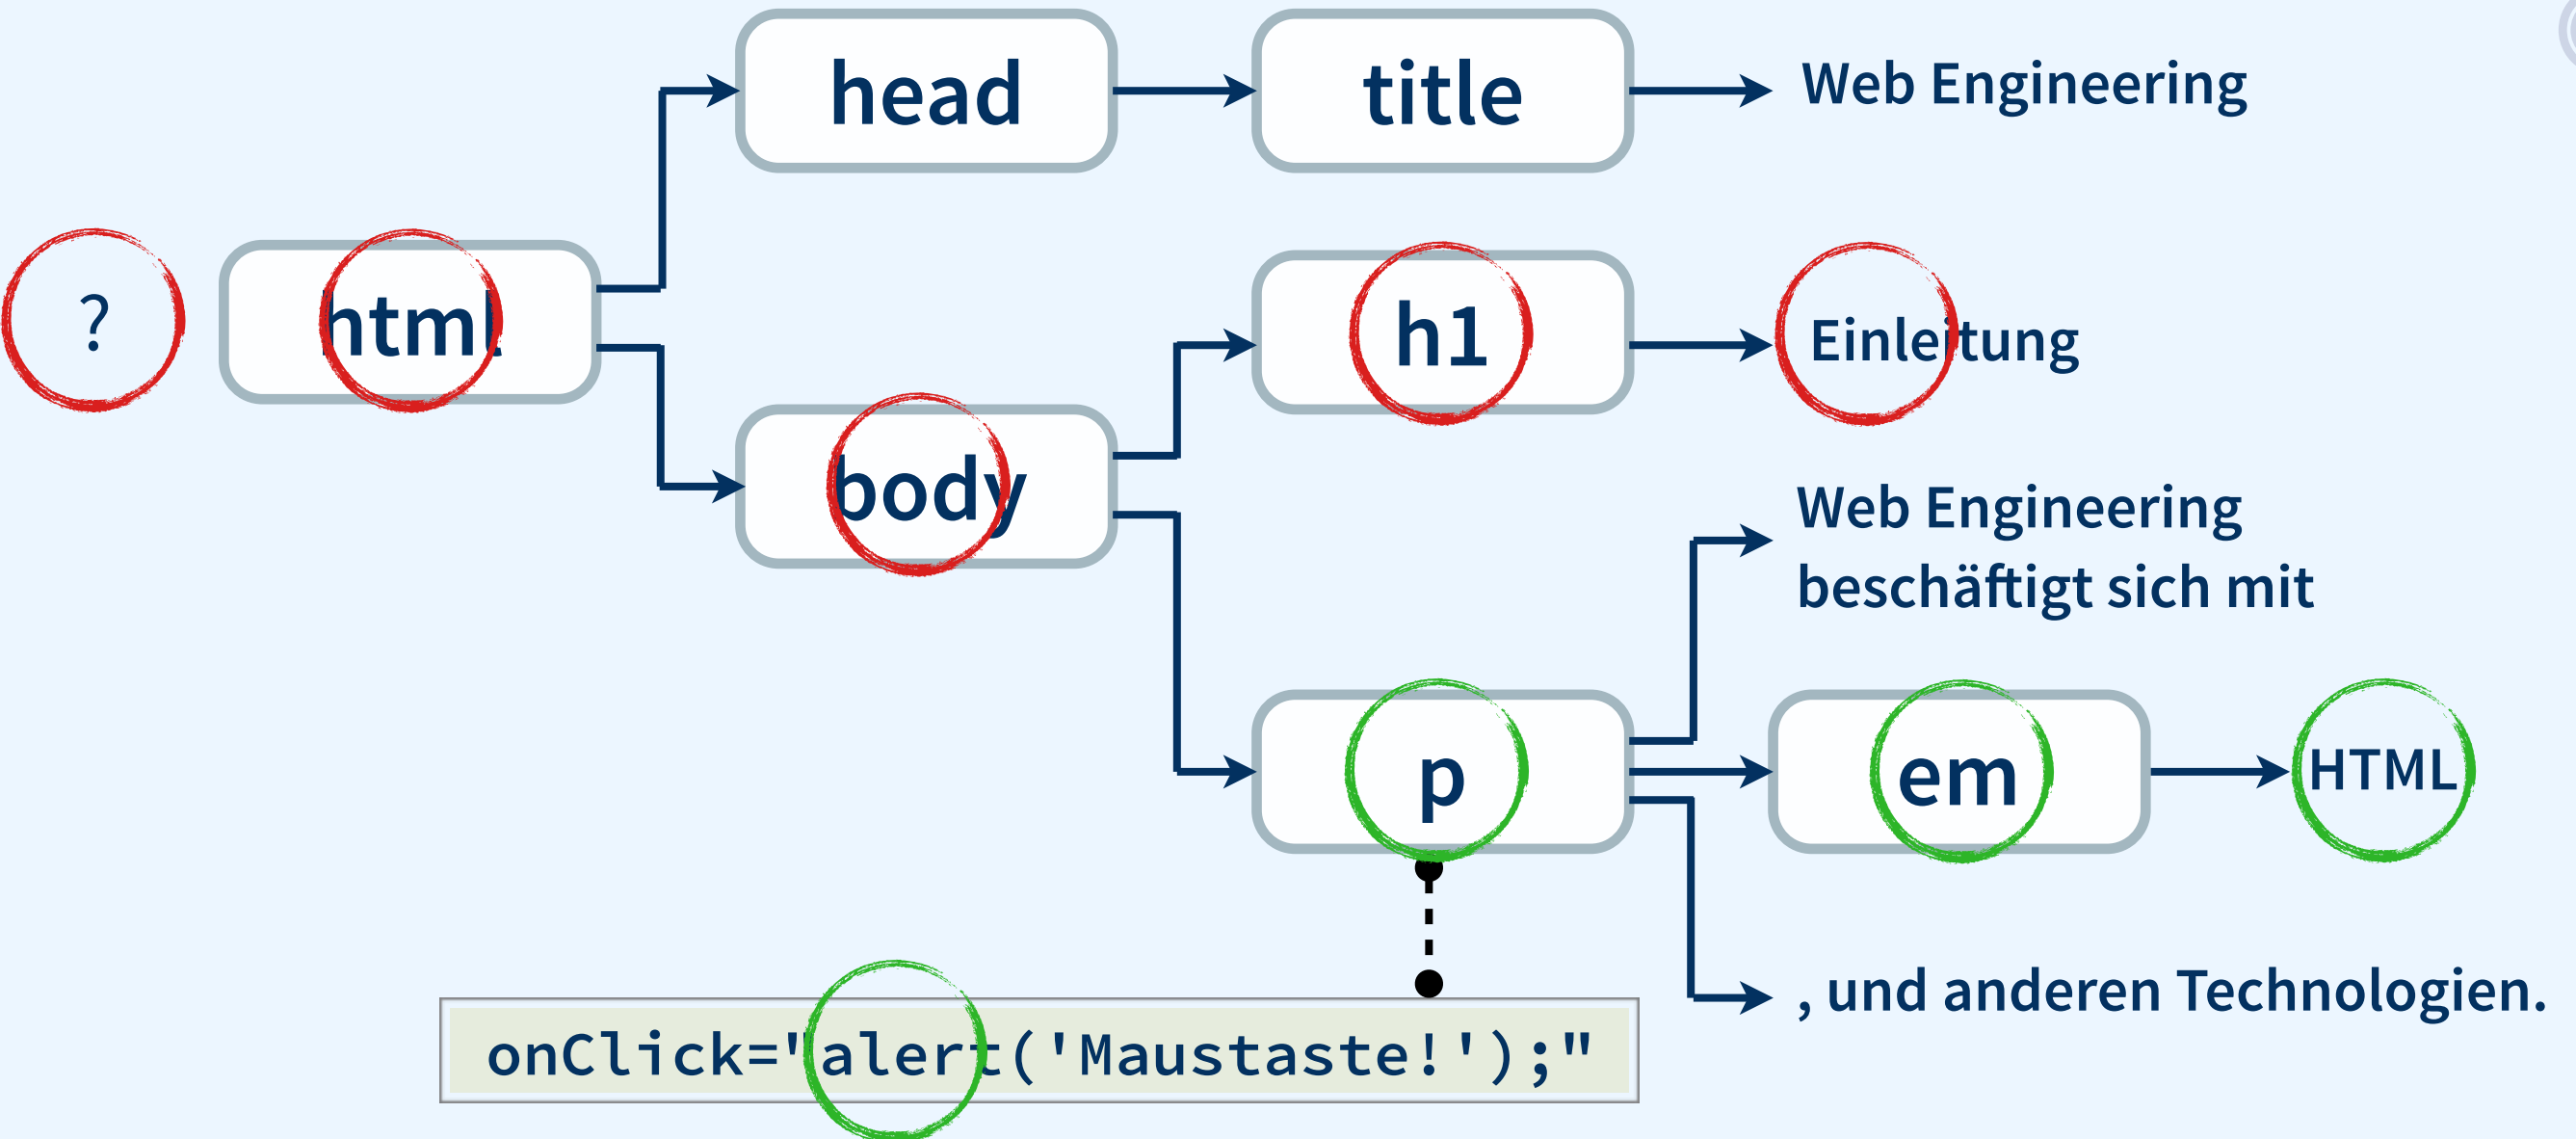 head
title
Web Engineering
?
html
h1
Einleitung
body
Web Engineering
beschäftigt sich mit
p
em
HTML
, und anderen Technologien.
onClick="alert('Maustaste!');"